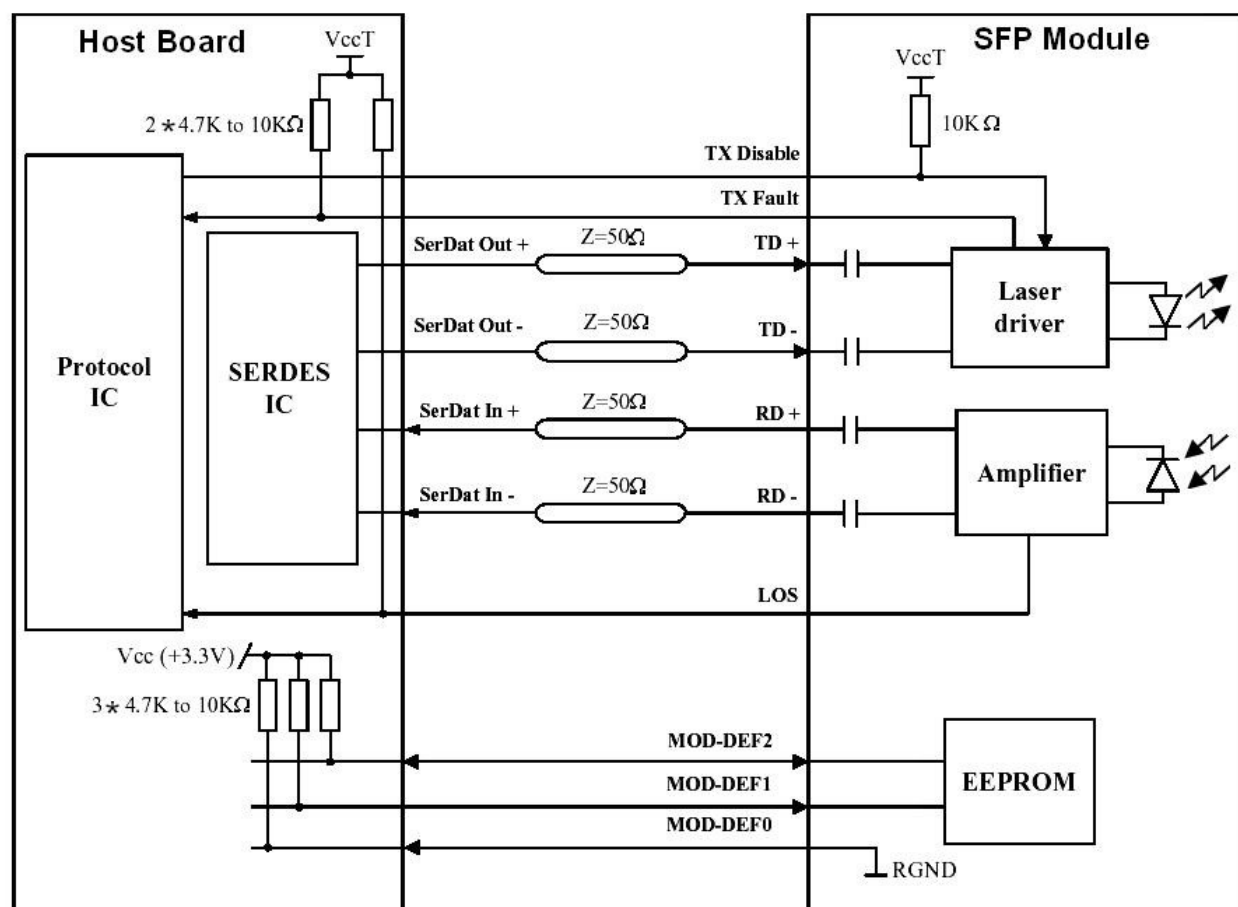 Host Board
SFP Module
VccT
VccT
2*4.7K to 10KΩ
10KΩ
TX Disable
TX Fault
SerDat Out +
Z=50Ω
TD +
Laser
driver
SerDat Out -
Z=50Ω
TD -
Protocol
IC
SERDES
IC
SerDat In +
Z=50Ω
RD +
Amplifier
SerDat In -
Z=50Ω
RD -
LOS
Vcc (+3.3V)
3*4.7K to 10KΩ
MOD-DEF2
EEPROM
MOD-DEF1
MOD-DEF0
RGND